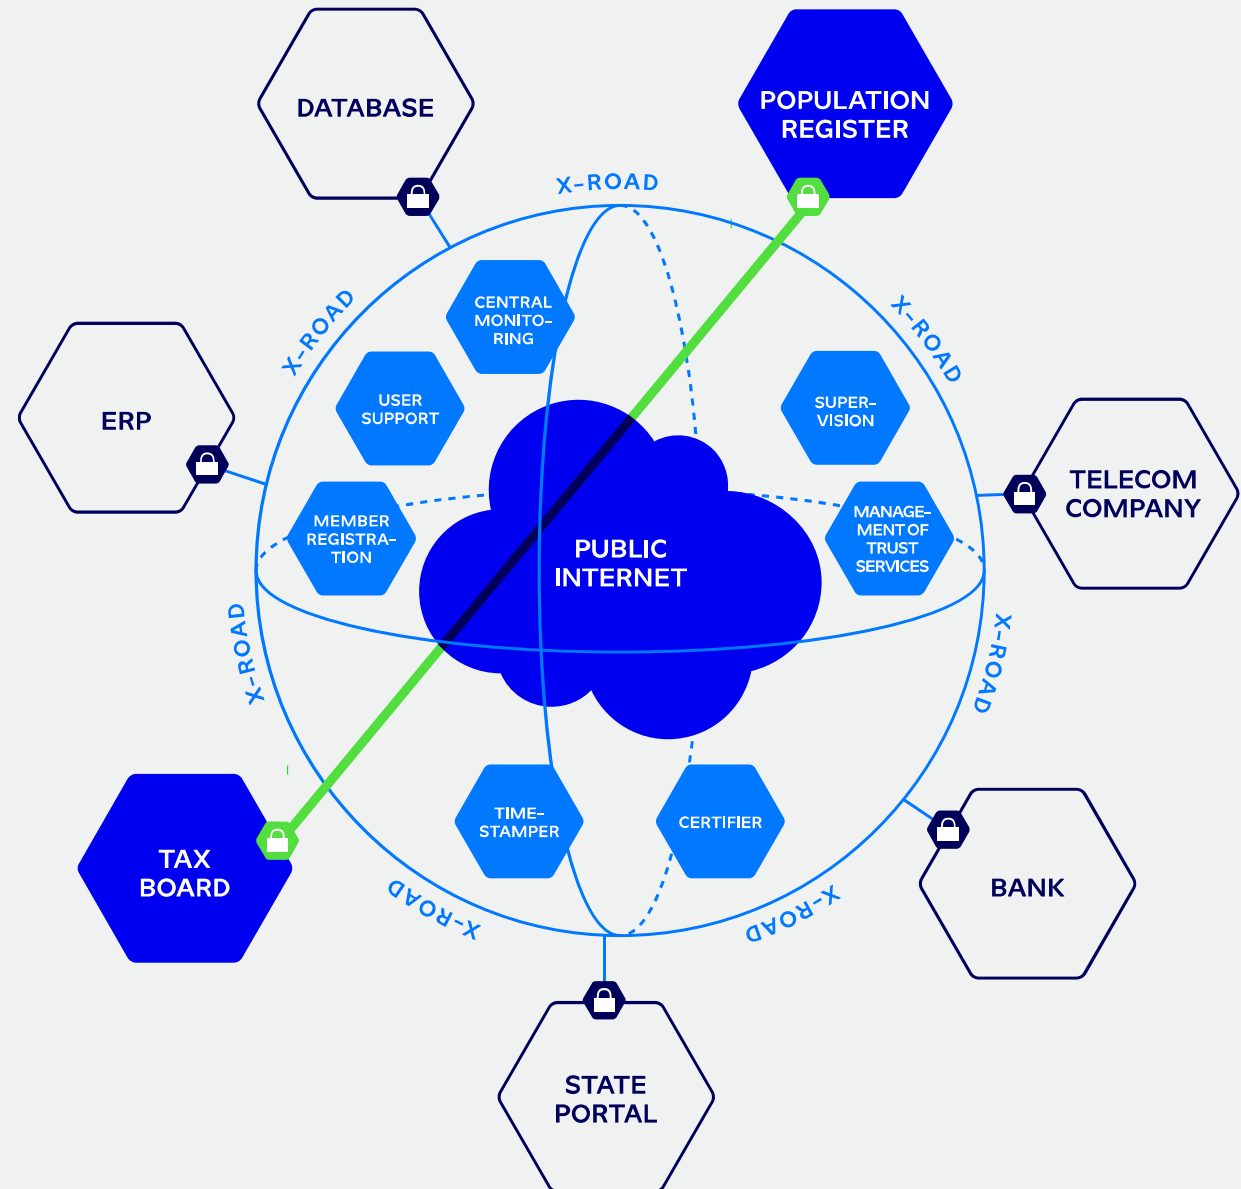 DATABASE
POPULATION
REGISTER
X-ROAD
X-ROAD
X-ROAD
CENTRAL
MONITO-
RING
USER
SUPPORT
SUPER-
VISION
ERP
TELECOM
COMPANY
MEMBER
REGISTRA-
TION
PUBLIC
INTERNET
MANAGE-
MENT OF
TRUST
SERVICES
X-ROAD
X-ROAD
TIME-
STAMPER
CERTIFIER
TAX
BOARD
BANK
X-ROAD
X-ROAD
STATE
PORTAL